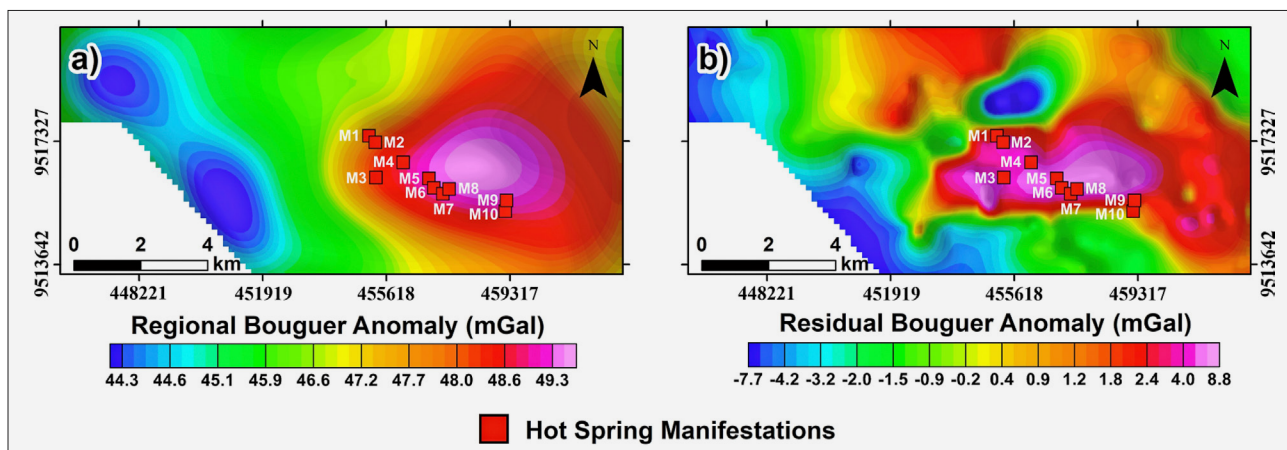 a)
N
M1
M2
M4
M3
M5
M6
M8
M7
M9
M10
0 2 4
km
9517327
9513642
448221 451919 455618 459317
Regional Bouguer Anomaly (mGal)
44.3 44.6 45.1 45.9 46.6 47.2 47.7 48.0 48.6 49.3
b)
N
M1
M2
M4
M3
M5
M6
M8
M7
M9
M10
0 2 4
km
9517327
9513642
448221 451919 455618 459317
Residual Bouguer Anomaly (mGal)
-7.7 -4.2 -3.2 -2.0 -1.5 -0.9 -0.2 0.4 0.9 1.2 1.8 2.4 4.0 8.8
Hot Spring Manifestations